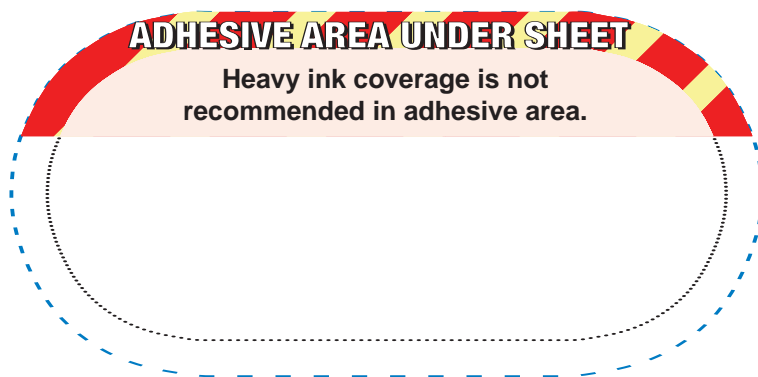 ADHESIVE AREA UNDER SHEET
Heavy ink coverage is not
recommended in adhesive area.